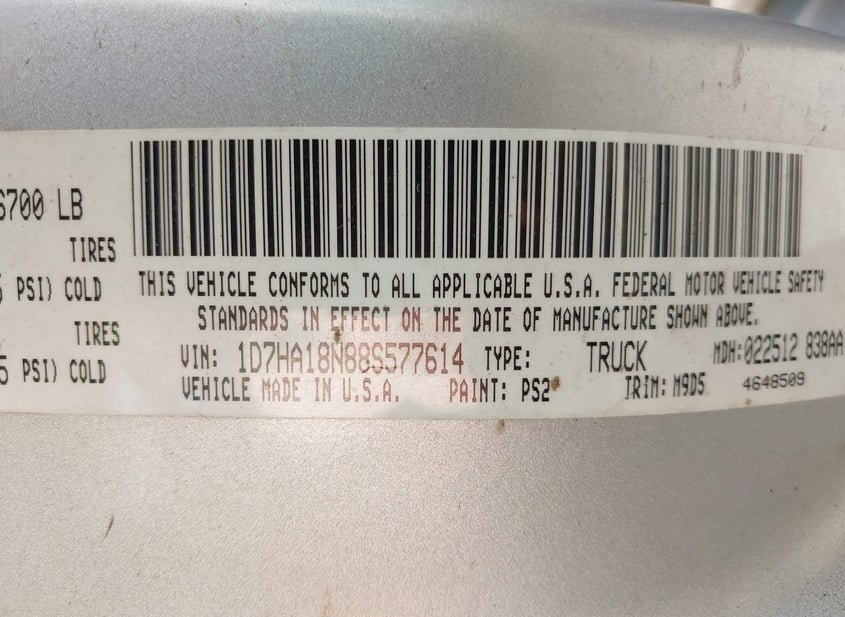 6700 LB
TIRES
PSI) COLD
TIRES
5 PSI) COLD
THIS VEHICLE CONFORMS TO ALL APPLICABLE U.S.A. FEDERAL MOTOR VEHICLE SAFETY
STANDARDS IN EFFECT ON THE DATE OF MANUFACTURE SHOWN ABOVE.
VIN: 1D7HA18N88S577614 TYPE: TRUCK MDH:022512 838AA
VEHICLE MADE IN U.S.A. PAINT: PS2 TRIM: M9D5 4648509